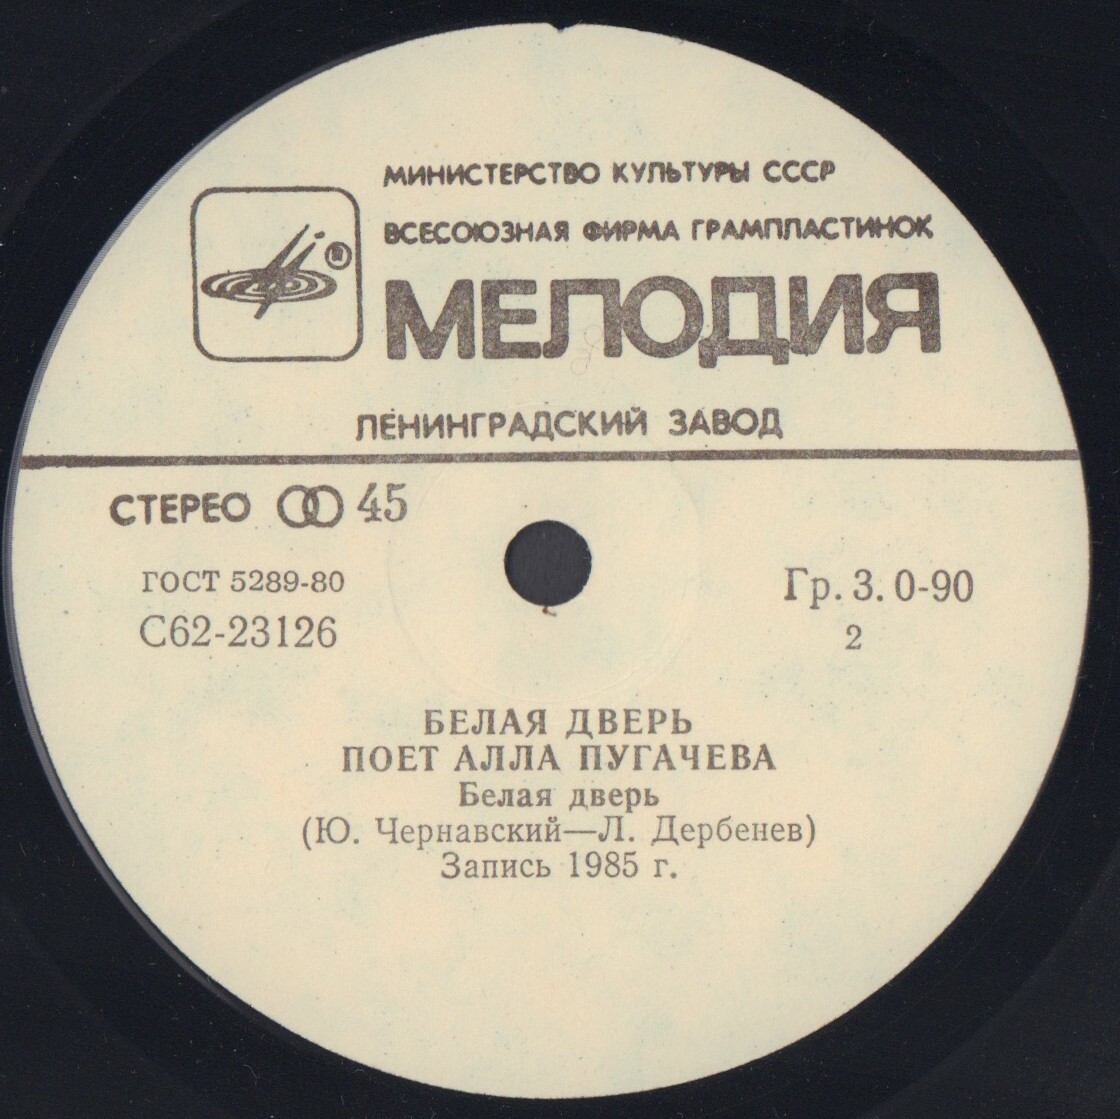 МИНИСТЕРСТВО КУЛЬТУРЫ СССР
ВСЕСОЮЗНАЯ ФИРМА ГРАМПЛАСТИНОК
МЕЛОДИЯ
ЛЕНИНГРАДСКИЙ ЗАВОД
СТЕРЕО 45
ГОСТ 5289-80
С62-23126
Гр. 3. 0-90
2
БЕЛАЯ ДВЕРЬ
ПОЕТ АЛЛА ПУГАЧЕВА
Белая дверь
(Ю. Чернавский—Л. Дербенев)
Запись 1985 г.